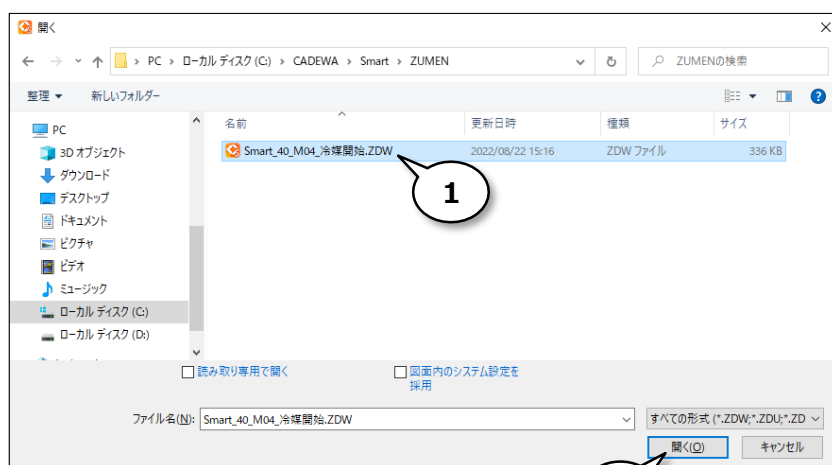 開く
PC › ローカル ディスク (C:) › CADEWA › Smart › ZUMEN
ZUMENの検索
整理 新しいフォルダー
名前 更新日時 種類 サイズ
Smart_40_M04_冷媒開始.ZDW 2022/08/22 15:16 ZDW ファイル 336 KB
1
PC
3D オブジェクト
ダウンロード
デスクトップ
ドキュメント
ピクチャ
ビデオ
ミュージック
ローカル ディスク (C:)
ローカル ディスク (D:)
読み取り専用で開く
図面内のシステム設定を
採用
ファイル名(N): Smart_40_M04_冷媒開始.ZDW
すべての形式 (*.ZDW;*.ZDU;*.ZD
開く(O) キャンセル